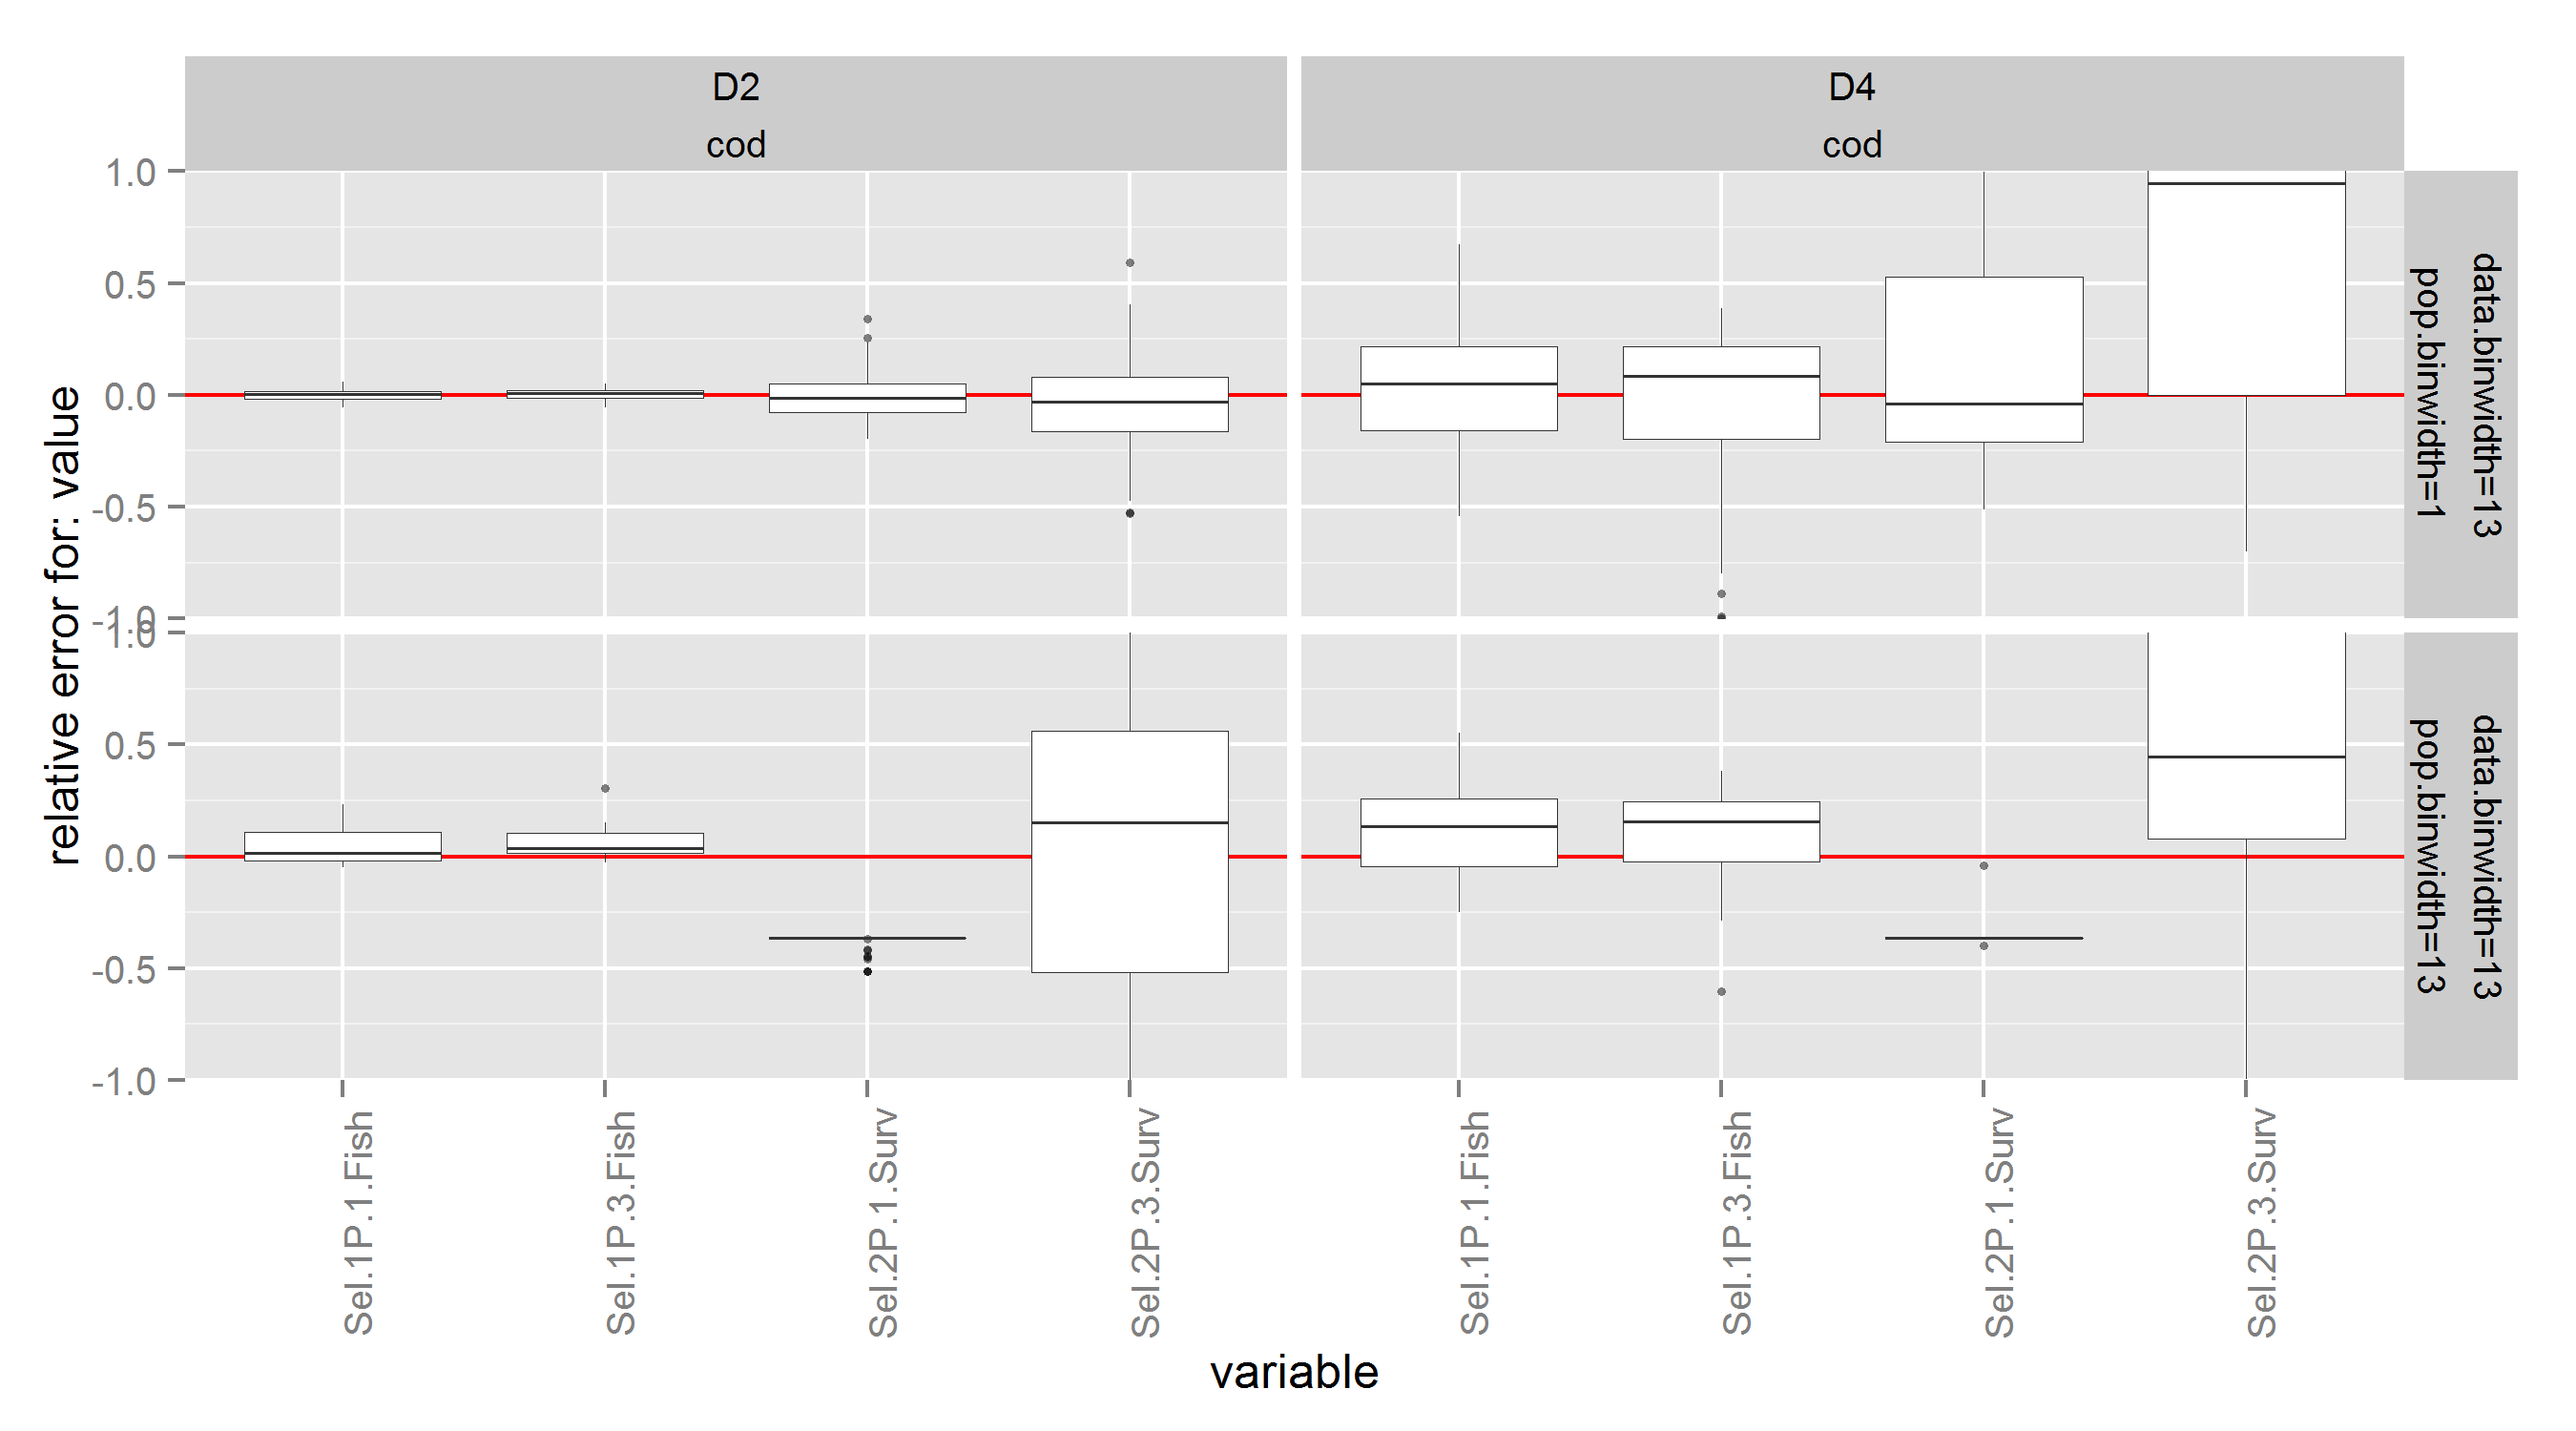 D2
D4
cod
cod
1.0
0.5
0.0
-0.5
-1.0
data.binwidth=13
pop.binwidth=1
relative error for: value
1.0
0.5
0.0
-0.5
-1.0
data.binwidth=13
pop.binwidth=13
Sel.1P.1.Fish
Sel.1P.3.Fish
Sel.2P.1.Surv
Sel.2P.3.Surv
Sel.1P.1.Fish
Sel.1P.3.Fish
Sel.2P.1.Surv
Sel.2P.3.Surv
variable